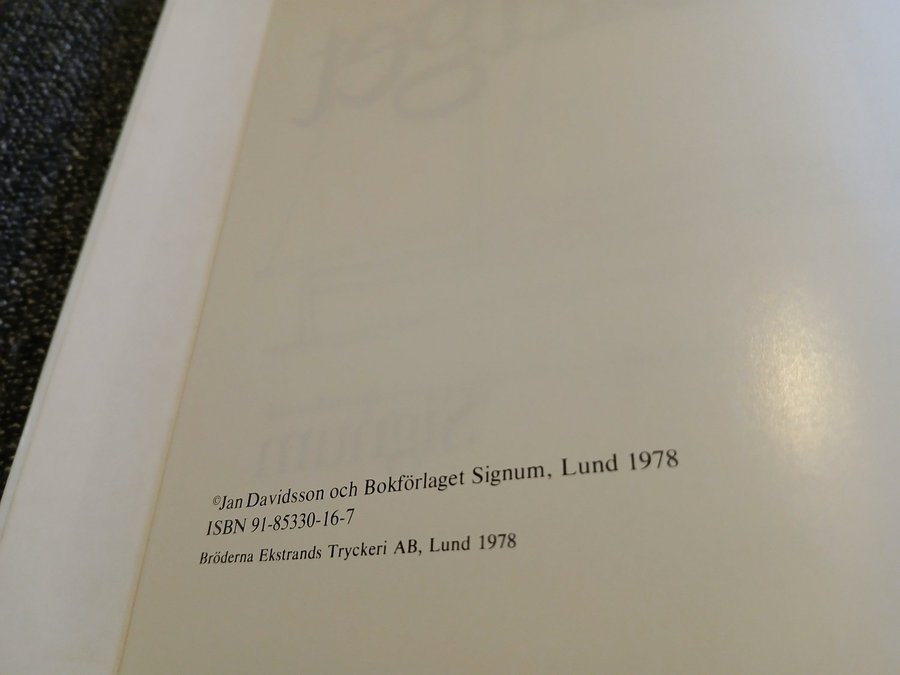 ©Jan Davidsson och Bokförlaget Signum, Lund 1978
ISBN 91-85330-16-7
Bröderna Ekstrands Tryckeri AB, Lund 1978